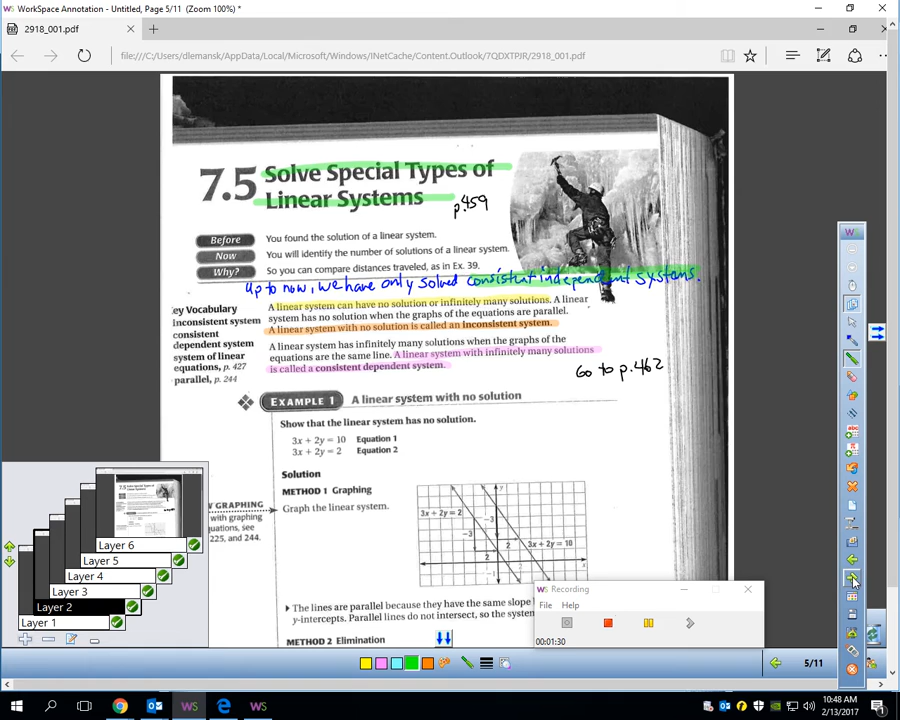 WorkSpace Annotation - Untitled, Page 5/11 (Zoom 100%) *
2918_001.pdf
file:///C:/Users/dlemansk/AppData/Local/Microsoft/Windows/INetCache/Content.Outlook/7QDXTPJR/2918_001.pdf
7.5 Solve Special Types of
Linear Systems
p.459
Before You found the solution of a linear system.
Now You will identify the number of solutions of a linear system.
Why? So you can compare distances traveled, as in Ex. 39.
Up to now, we have only solved consistent independent systems.
ey Vocabulary
inconsistent system
consistent
dependent system
system of linear
equations, p. 427
parallel, p. 244
A linear system can have no solution or infinitely many solutions. A linear
system has no solution when the graphs of the equations are parallel.
A linear system with no solution is called an inconsistent system.
A linear system has infinitely many solutions when the graphs of the
equations are the same line. A linear system with infinitely many solutions
is called a consistent dependent system.
Go to p.462
EXAMPLE 1 A linear system with no solution
Show that the linear system has no solution.
3x + 2y = 10 Equation 1
3x + 2y = 2 Equation 2
Solution
METHOD 1 Graphing
Graph the linear system.
GRAPHING
with graphing
uations, see
225, and 244.
3x + 2y = 2
3x + 2y = 10
y
x
-3
-3
2
2
-1
The lines are parallel because they have the same slope
y-intercepts. Parallel lines do not intersect, so the system
METHOD 2 Elimination
Layer 6
Layer 5
Layer 4
Layer 3
Layer 2
Layer 1
Recording
File Help
00:01:30
5/11
10:48 AM
2/13/2017